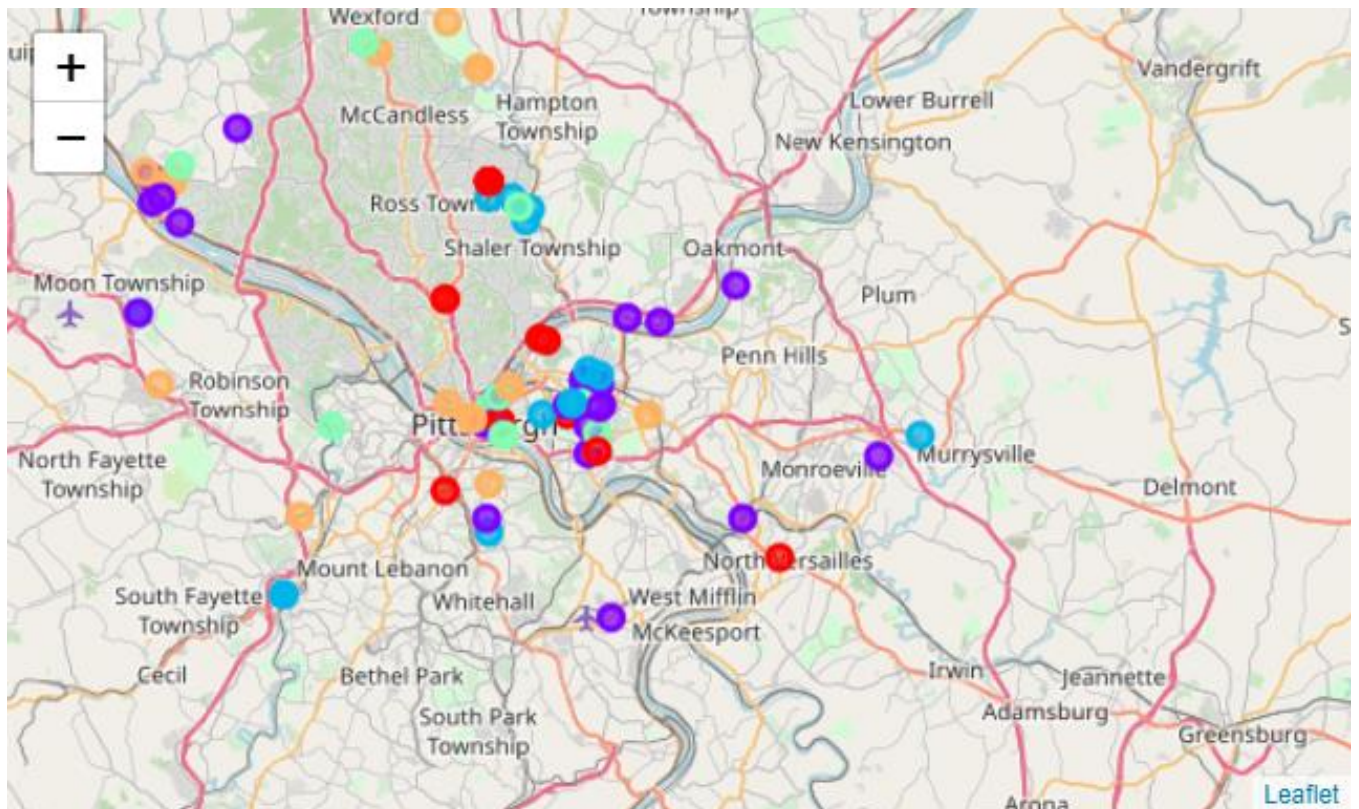 Wexford
Township
+
Vandergrift
−
Hampton
Township
Lower Burrell
McCandless
New Kensington
Shaler Township
Oakmont
Moon Township
Plum
Penn Hills
Robinson
Township
North Fayette
Township
Monroeville
Murrysville
Delmont
Mount Lebanon
South Fayette
Township
Whitehall
West Mifflin
McKeesport
Cecil
Bethel Park
Irwin
Jeannette
South Park
Township
Adamsburg
Greensburg
Arona
Leaflet